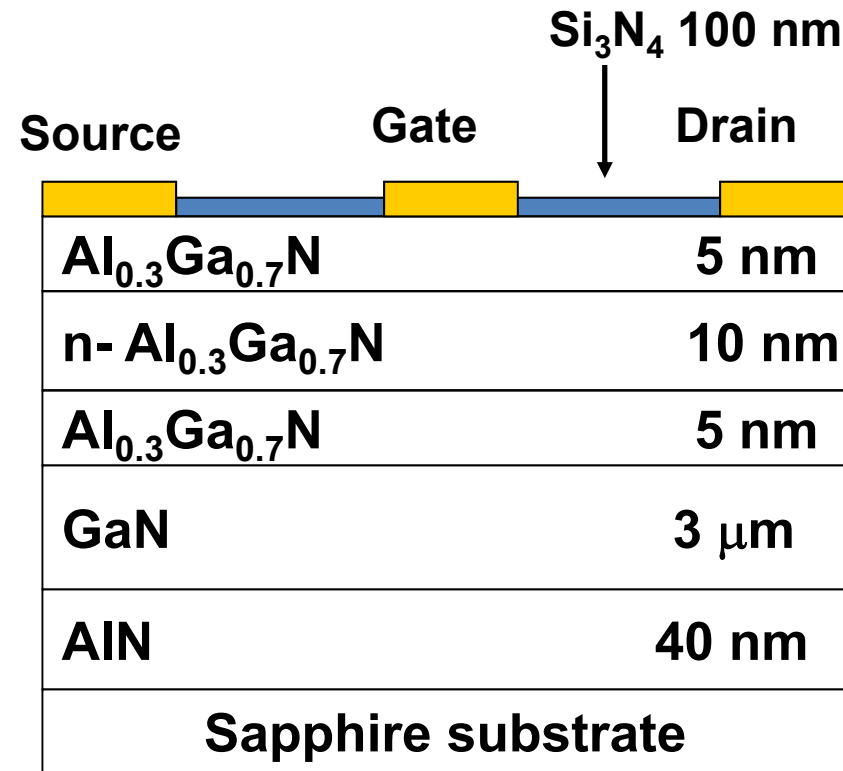 Si₃N₄ 100 nm
Source Gate Drain
Al₀.₃Ga₀.₇N 5 nm
n- Al₀.₃Ga₀.₇N 10 nm
Al₀.₃Ga₀.₇N 5 nm
GaN 3 μm
AlN 40 nm
Sapphire substrate